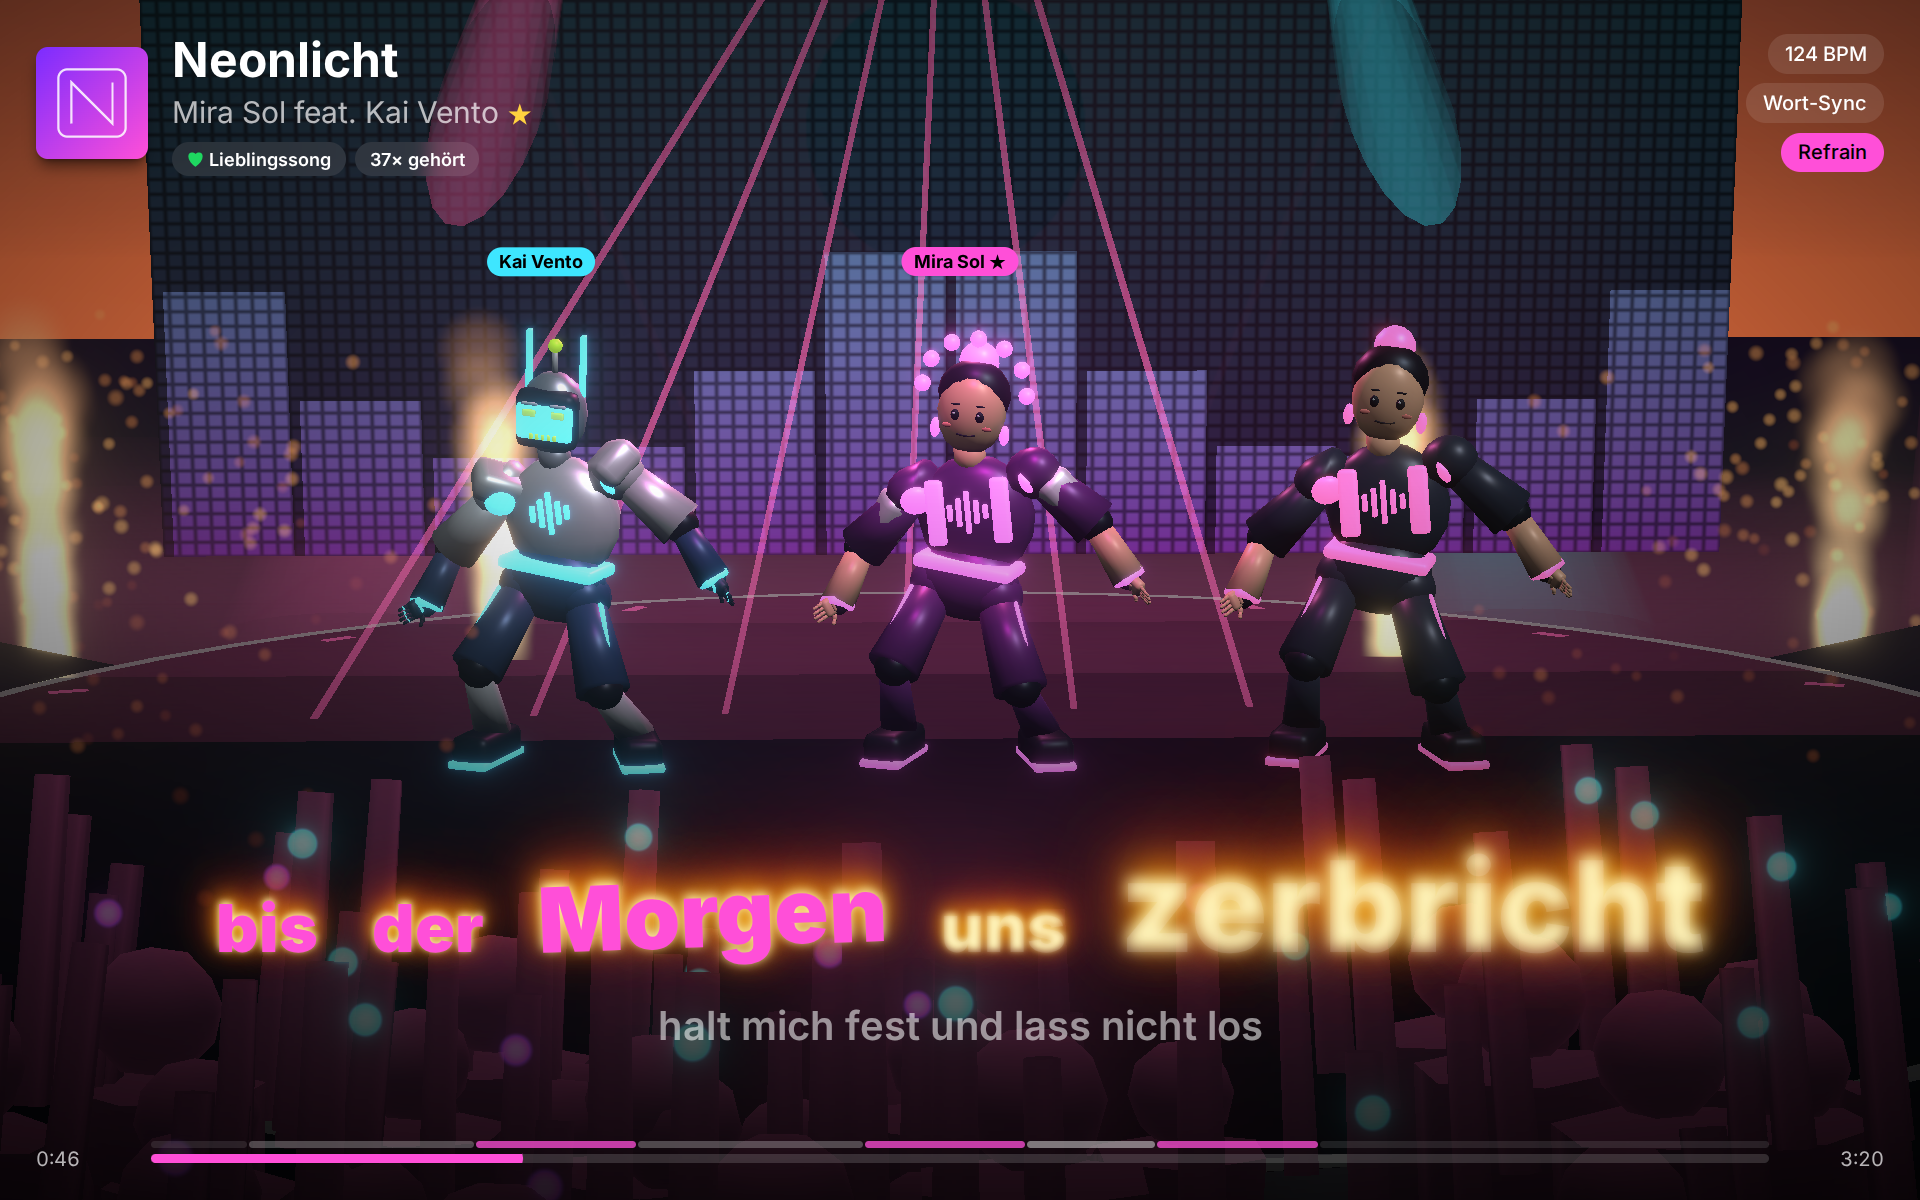 N
Neonlicht
Mira Sol feat. Kai Vento ★
Lieblingssong 37× gehört
124 BPM
Wort-Sync
Refrain
Kai Vento
Mira Sol ★
bis der Morgen uns zerbricht
halt mich fest und lass nicht los
0:46
3:20